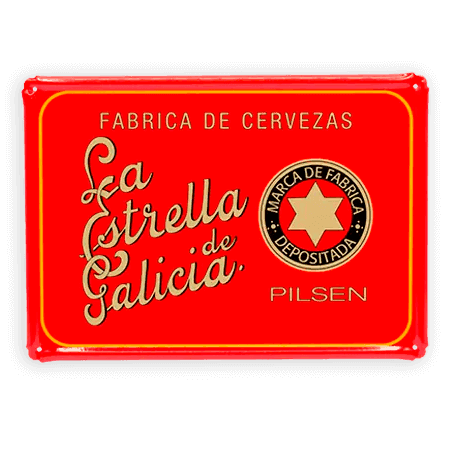 FABRICA DE CERVEZAS
La
Estrella
de
Galicia.
MARCA DE FABRICA
DEPOSITADA
PILSEN